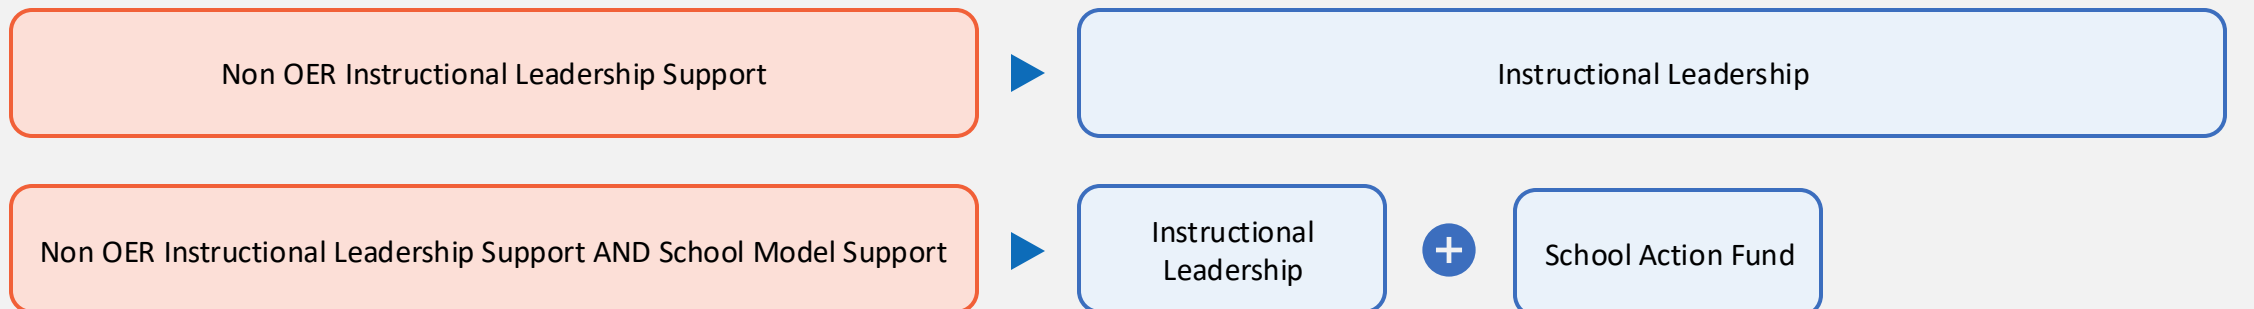 Non OER Instructional Leadership Support
Instructional Leadership
Non OER Instructional Leadership Support AND School Model Support
Instructional
Leadership
+
School Action Fund